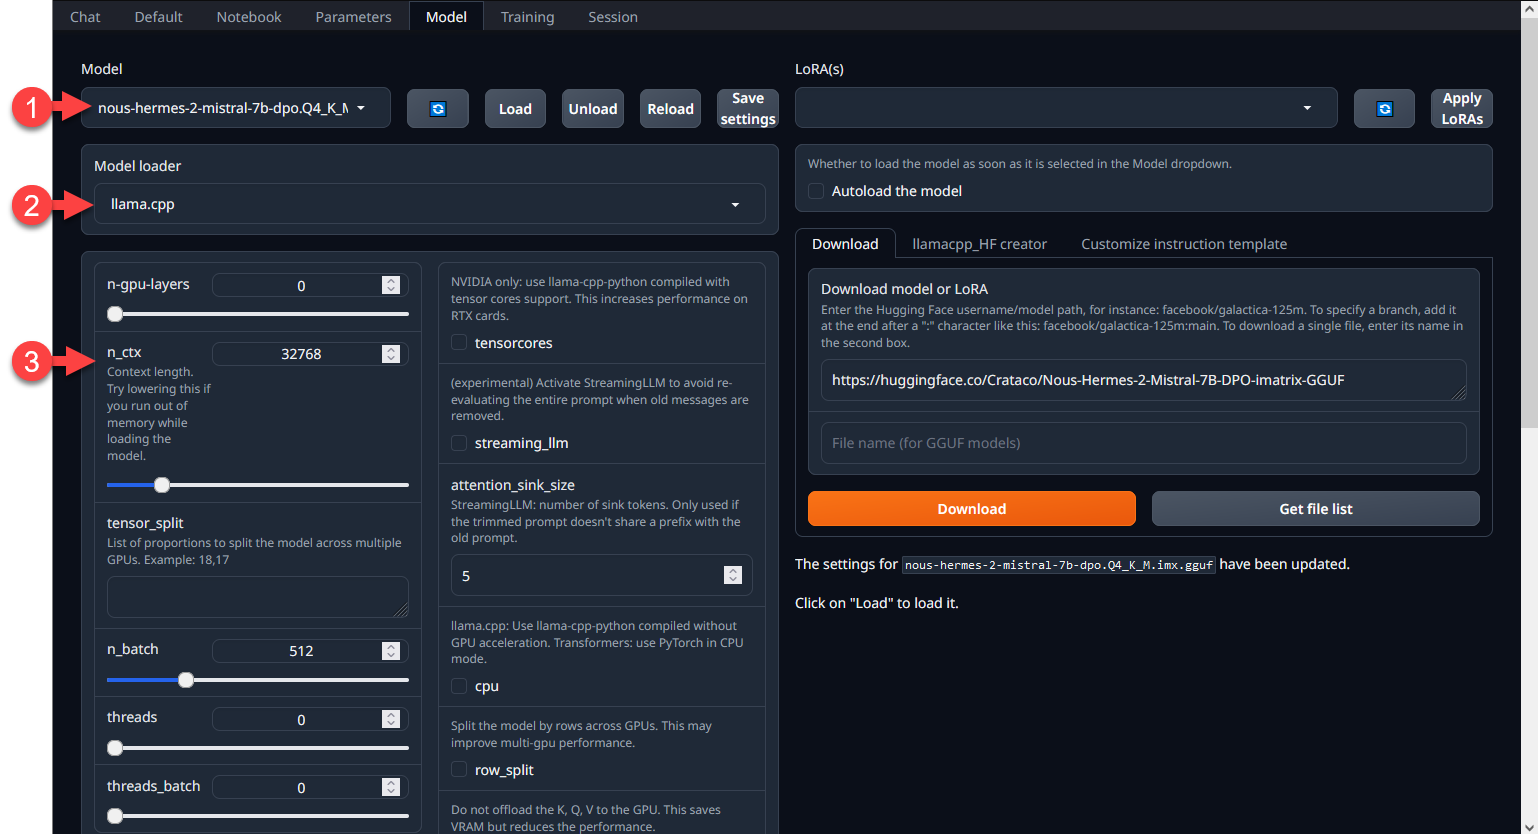 Chat Default Notebook Parameters Model Training Session
Model
1
nous-hermes-2-mistral-7b-dpo.Q4_K_M
Load
Unload
Reload
Save
settings
Model loader
2
llama.cpp
n-gpu-layers
0
3
n_ctx
32768
Context length.
Try lowering this if
you run out of
memory while
loading the
model.
tensor_split
List of proportions to split the model across multiple
GPUs. Example: 18,17
n_batch
512
threads
0
threads_batch
0
NVIDIA only: use llama-cpp-python compiled with
tensor cores support. This increases performance on
RTX cards.
tensorcores
(experimental) Activate StreamingLLM to avoid re-
evaluating the entire prompt when old messages are
removed.
streaming_llm
attention_sink_size
StreamingLLM: number of sink tokens. Only used if
the trimmed prompt doesn't share a prefix with the
old prompt.
5
llama.cpp: Use llama-cpp-python compiled without
GPU acceleration. Transformers: use PyTorch in CPU
mode.
cpu
Split the model by rows across GPUs. This may
improve multi-gpu performance.
row_split
Do not offload the K, Q, V to the GPU. This saves
VRAM but reduces the performance.
LoRA(s)
Apply
LoRAs
Whether to load the model as soon as it is selected in the Model dropdown.
Autoload the model
Download llamacpp_HF creator Customize instruction template
Download model or LoRA
Enter the Hugging Face username/model path, for instance: facebook/galactica-125m. To specify a branch, add it
at the end after a ":" character like this: facebook/galactica-125m:main. To download a single file, enter its name in
the second box.
https://huggingface.co/Crataco/Nous-Hermes-2-Mistral-7B-DPO-imatrix-GGUF
File name (for GGUF models)
Download
Get file list
The settings for nous-hermes-2-mistral-7b-dpo.Q4_K_M.imx.gguf have been updated.
Click on "Load" to load it.